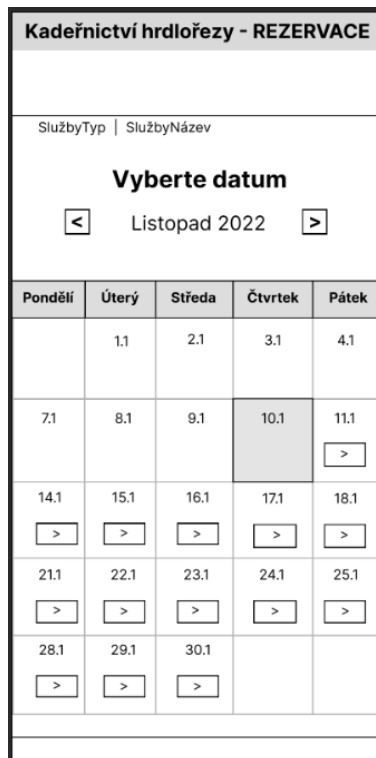 Kadeřnictví hrdlořezy - REZERVACE
SlužbyTyp | SlužbyNázev
Vyberte datum
< Listopad 2022 >
Pondělí Úterý Středa Čtvrtek Pátek
1.1 2.1 3.1 4.1
7.1 8.1 9.1 10.1 11.1
>
14.1 15.1 16.1 17.1 18.1
> > > > >
21.1 22.1 23.1 24.1 25.1
> > > > >
28.1 29.1 30.1
> > >